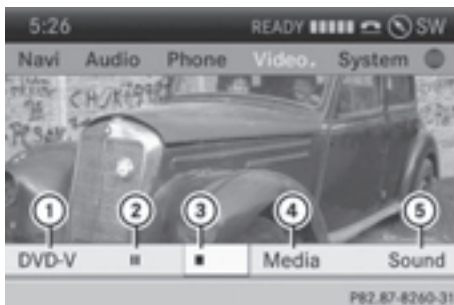 5:26 READY SW
Navi Audio Phone Video. System
1 2 3 4 5
DVD-V Media Sound
P82.87-8260-31